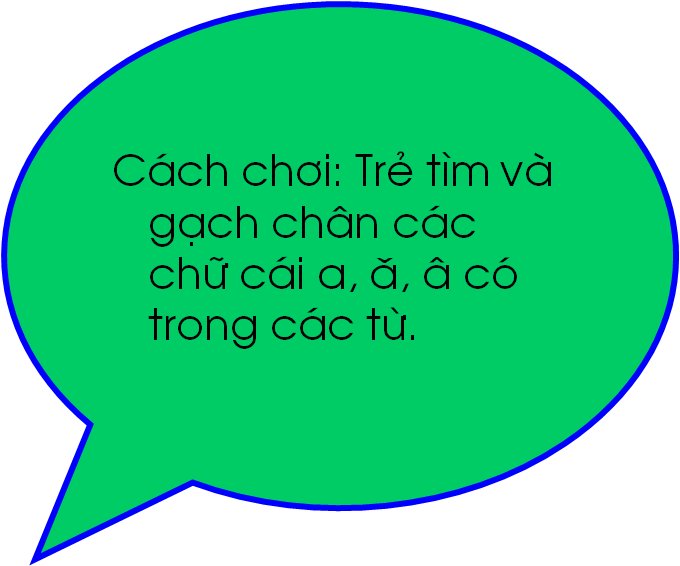 Cách chơi: Trẻ tìm và
gạch chân các
chữ cái a, ă, â có
trong các từ.